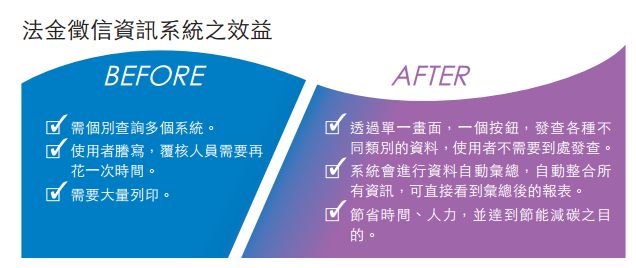 法金徵信資訊系統之效益
BEFORE
需個別查詢多個系統。
使用者謄寫，覆核人員需要再
花一次時間。
需要大量列印。
AFTER
透過單一畫面，一個按鈕，發查各種不
同類別的資料，使用者不需要到處發查。
系統會進行資料自動彙總，自動整合所
有資訊，可直接看到彙總後的報表。
節省時間、人力，並達到節能減碳之目
的。